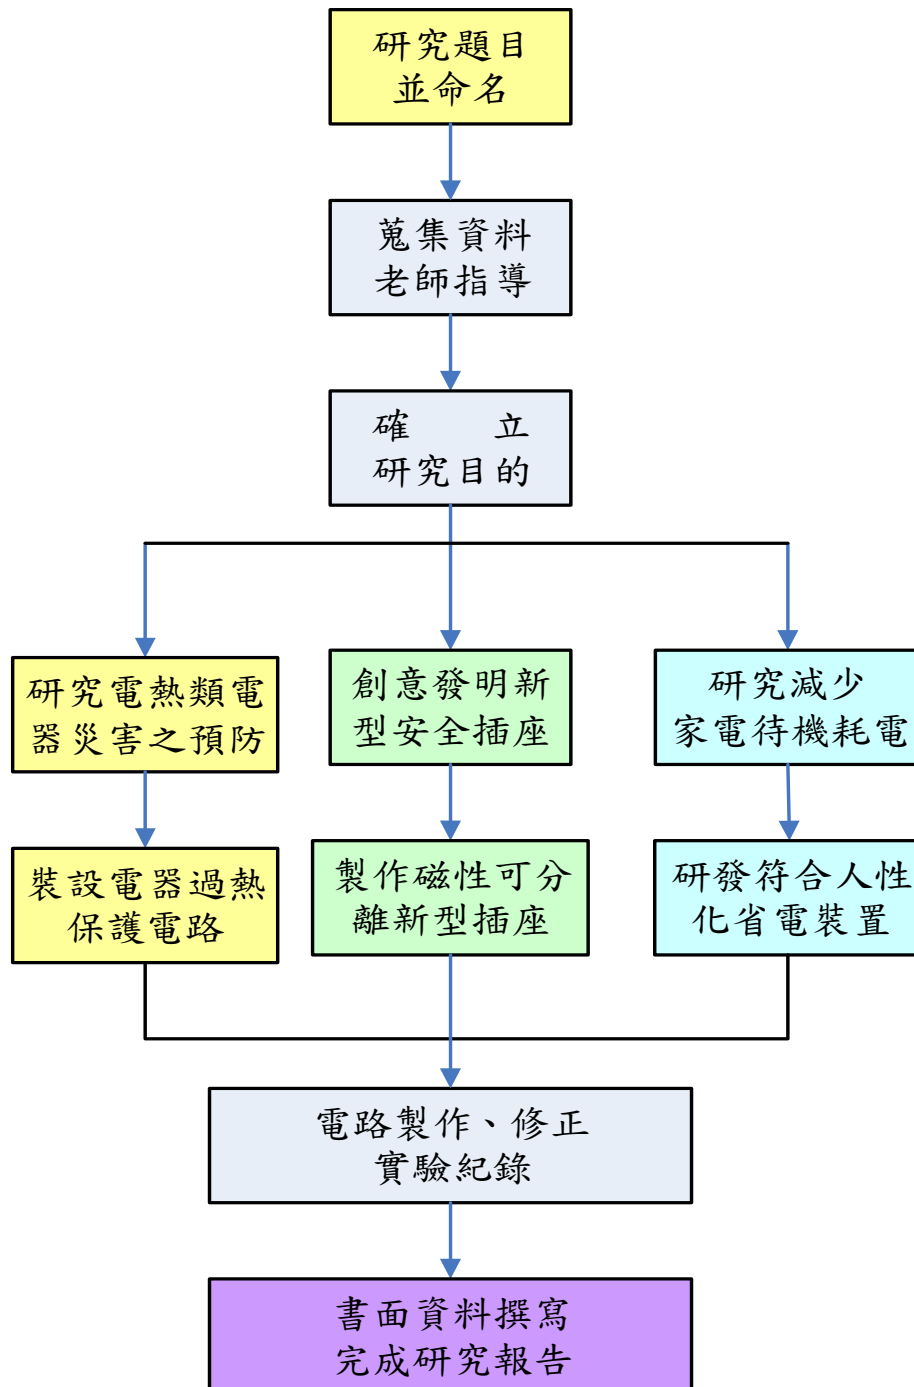 研究題目
並命名
蒐集資料
老師指導
確　　立
研究目的
研究電熱類電
器災害之預防
創意發明新
型安全插座
研究減少
家電待機耗電
裝設電器過熱
保護電路
製作磁性可分
離新型插座
研發符合人性
化省電裝置
電路製作、修正
實驗紀錄
書面資料撰寫
完成研究報告